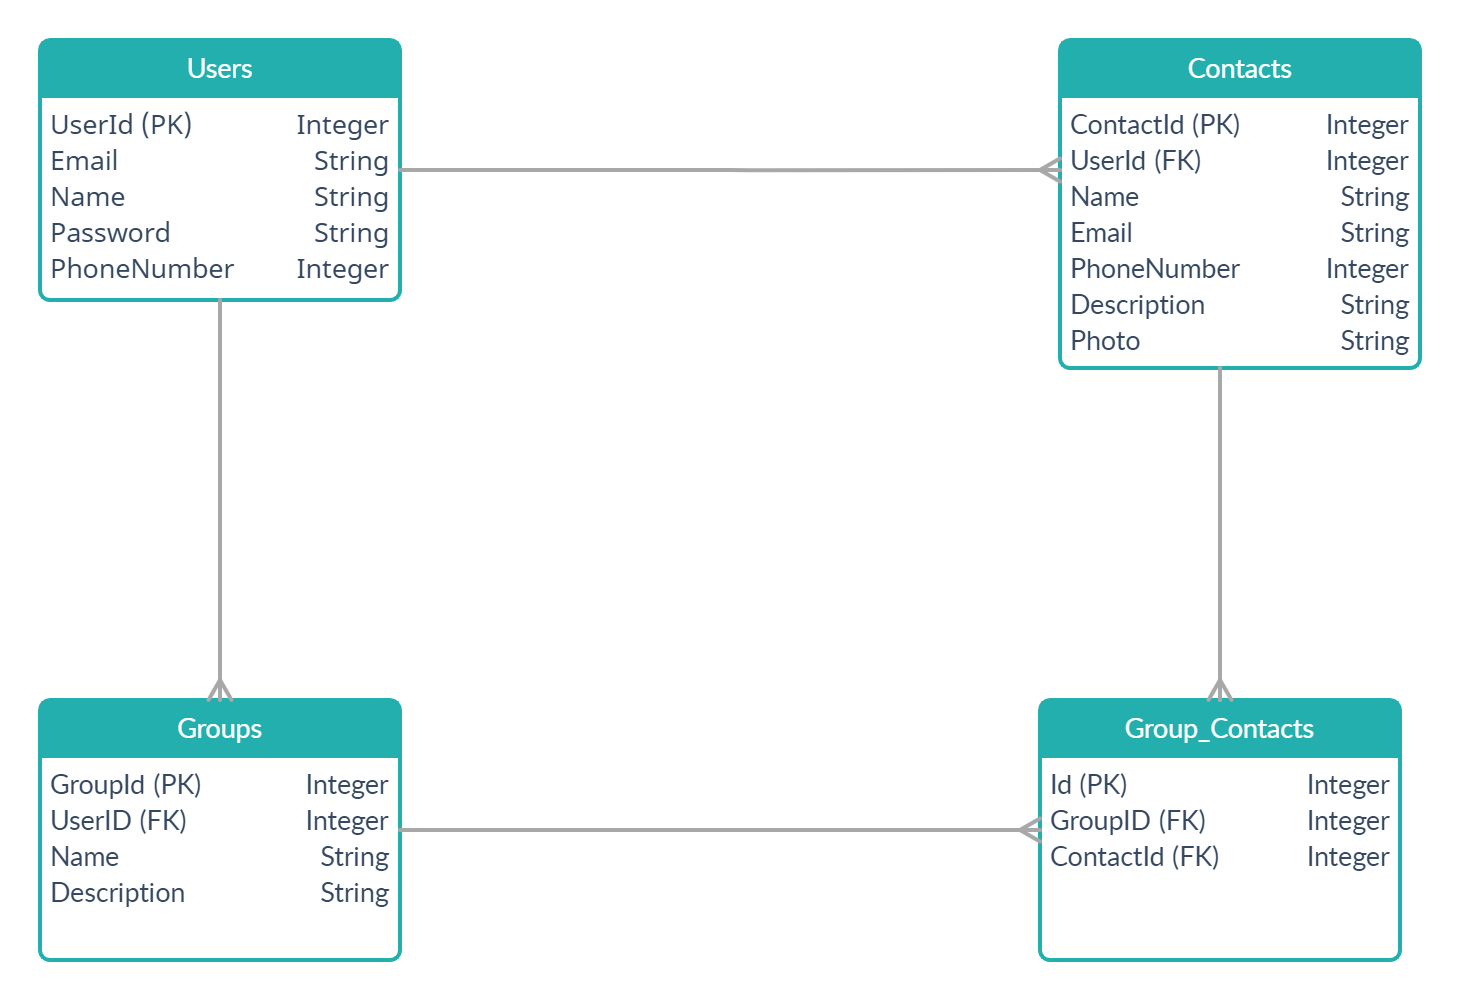 Users
UserId (PK) Integer
Email String
Name String
Password String
PhoneNumber Integer
Contacts
ContactId (PK) Integer
UserId (FK) Integer
Name String
Email String
PhoneNumber Integer
Description String
Photo String
Groups
GroupId (PK) Integer
UserID (FK) Integer
Name String
Description String
Group_Contacts
Id (PK) Integer
GroupID (FK) Integer
ContactId (FK) Integer